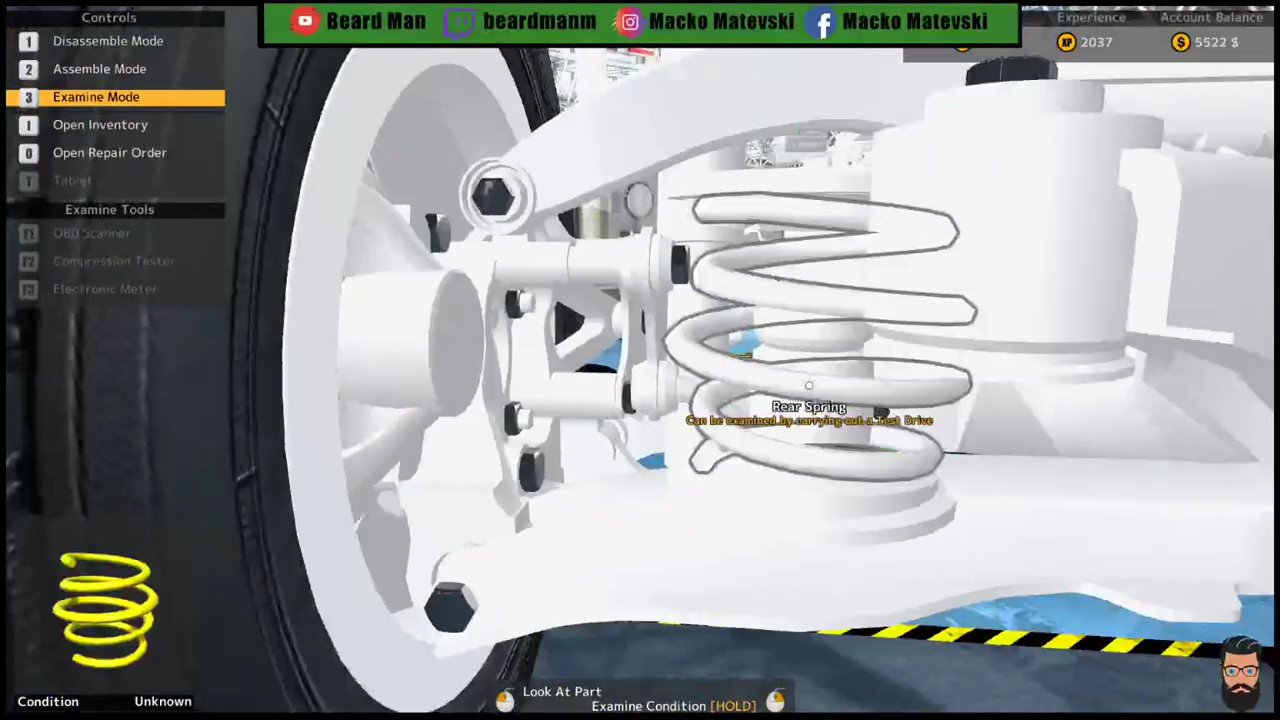 Beard Man
beardmanm
Macko Matevski
Macko Matevski
Controls
1 Disassemble Mode
2 Assemble Mode
3 Examine Mode
I Open Inventory
O Open Repair Order
T Tablet
Examine Tools
F1 OBD Scanner
F2 Compression Tester
F3 Electronic Meter
Experience
Account Balance
XP 2037
$ 5522 $
Rear Spring
Can be examined by carrying out a Test Drive
Condition Unknown
Look At Part
Examine Condition [HOLD]